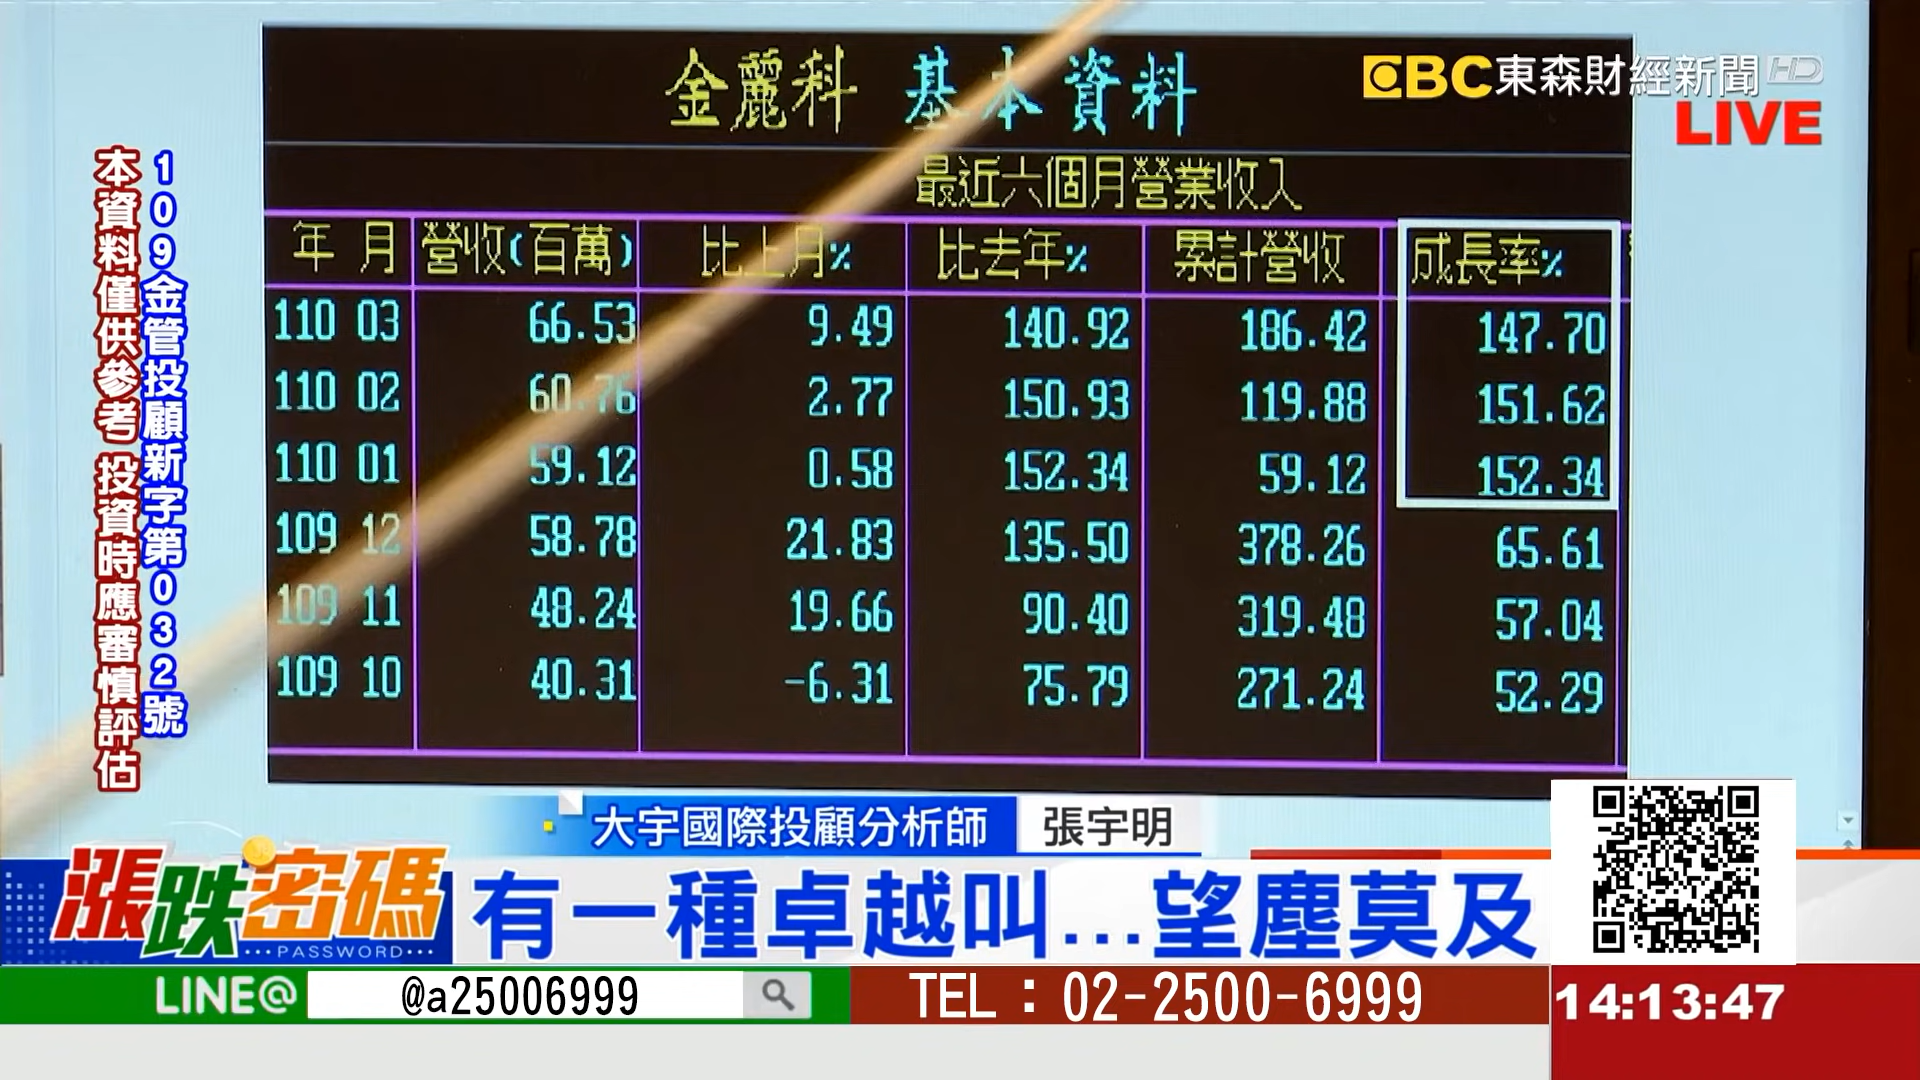 金麗科 基本資料
EBC東森財經新聞HD
LIVE
最近六個月營業收入
年 月 營收(百萬) 比上月% 比去年% 累計營收 成長率%
110 03 66.53 9.49 140.92 186.42 147.70
110 02 60.76 2.77 150.93 119.88 151.62
110 01 59.12 0.58 152.34 59.12 152.34
109 12 58.78 21.83 135.50 378.26 65.61
109 11 48.24 19.66 90.40 319.48 57.04
109 10 40.31 -6.31 75.79 271.24 52.29
109金管投顧新字第032號
本資料僅供參考 投資時應審慎評估
大宇國際投顧分析師 張宇明
漲跌密碼
PASSWORD
有一種卓越叫...望塵莫及
LINE@ @a25006999
TEL：02-2500-6999
14:13:47